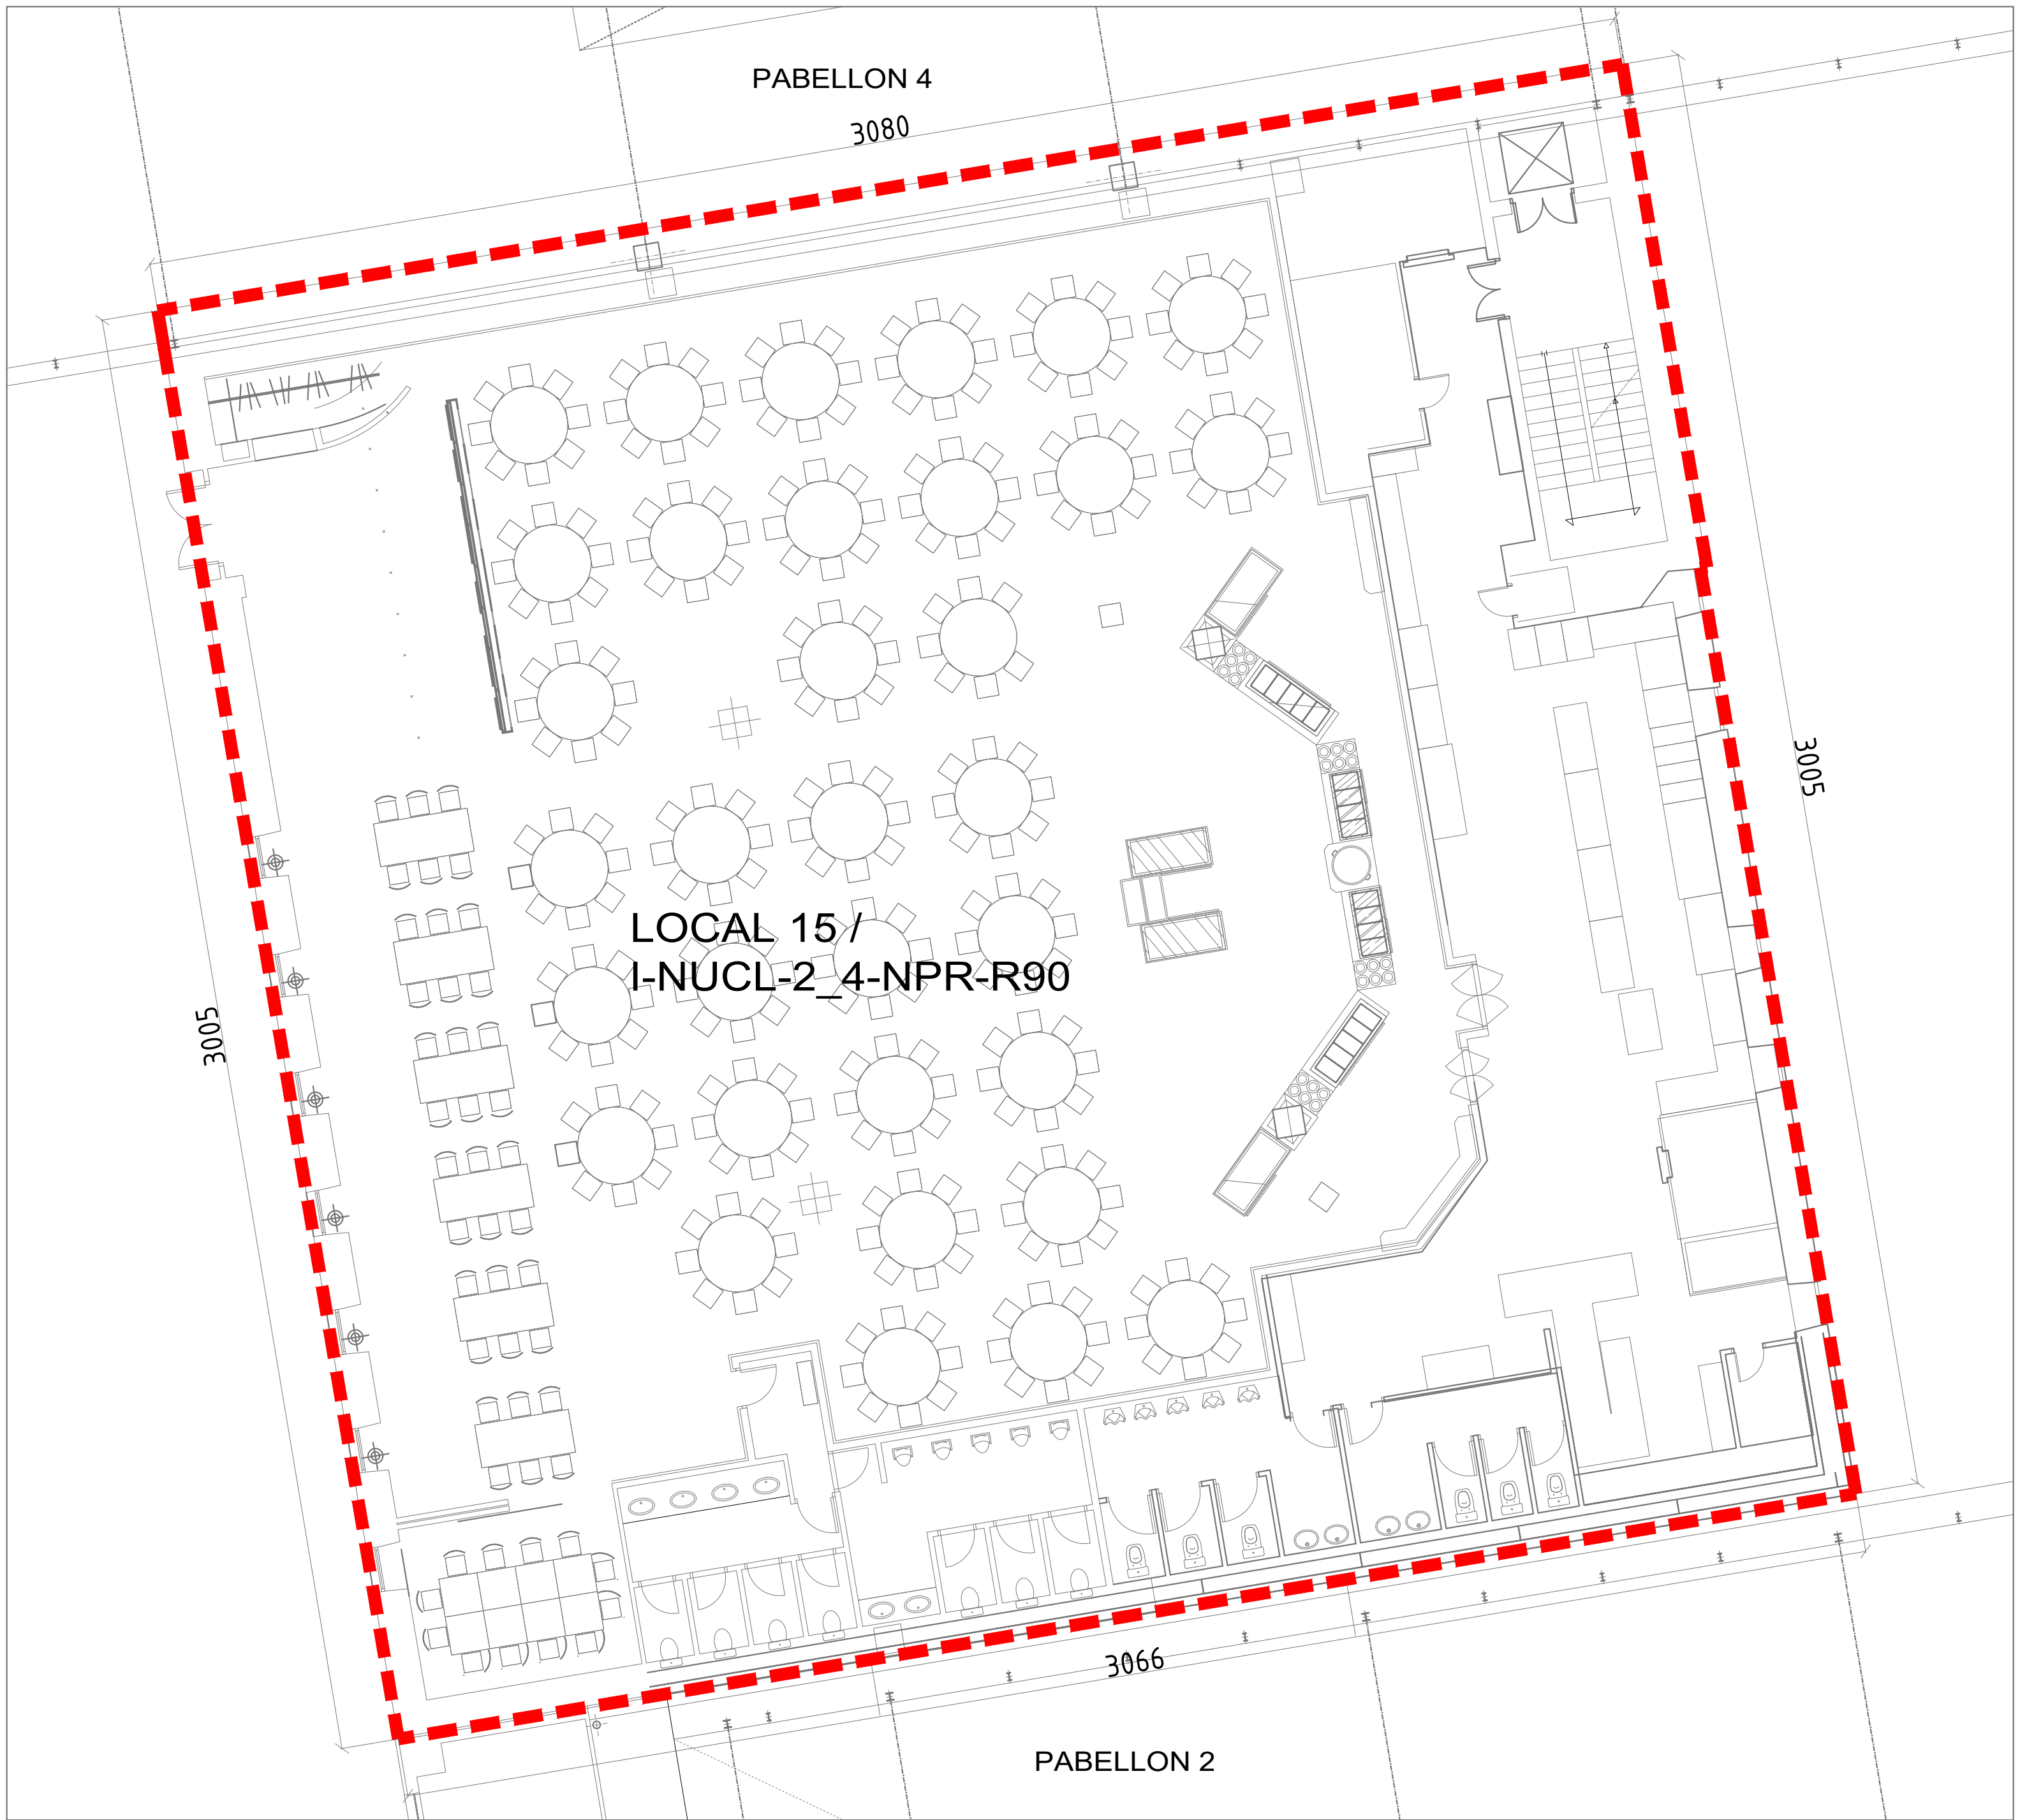 PABELLON 4
3080
3005
LOCAL 15 /
I-NUCL-2_4-NPR-R90
3005
3066
PABELLON 2